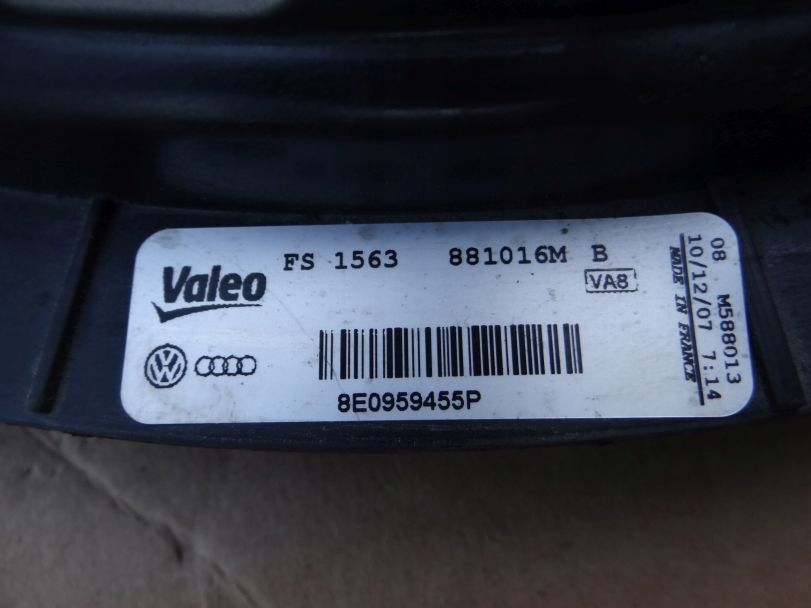 Valeo
FS 1563 881016M B
VA8
8E0959455P
08 M588013
10/12/07 7:14
MADE IN FRANCE